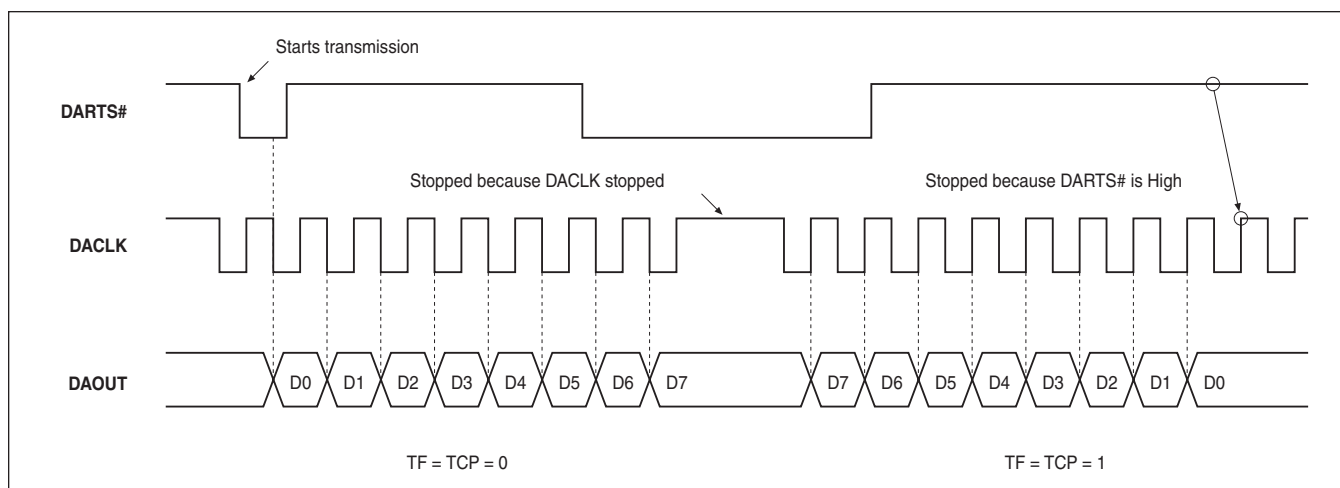 Starts transmission
DARTS#
Stopped because DACLK stopped
Stopped because DARTS# is High
DACLK
DAOUT
D0 D1 D2 D3 D4 D5 D6 D7 D7 D6 D5 D4 D3 D2 D1 D0
TF = TCP = 0
TF = TCP = 1